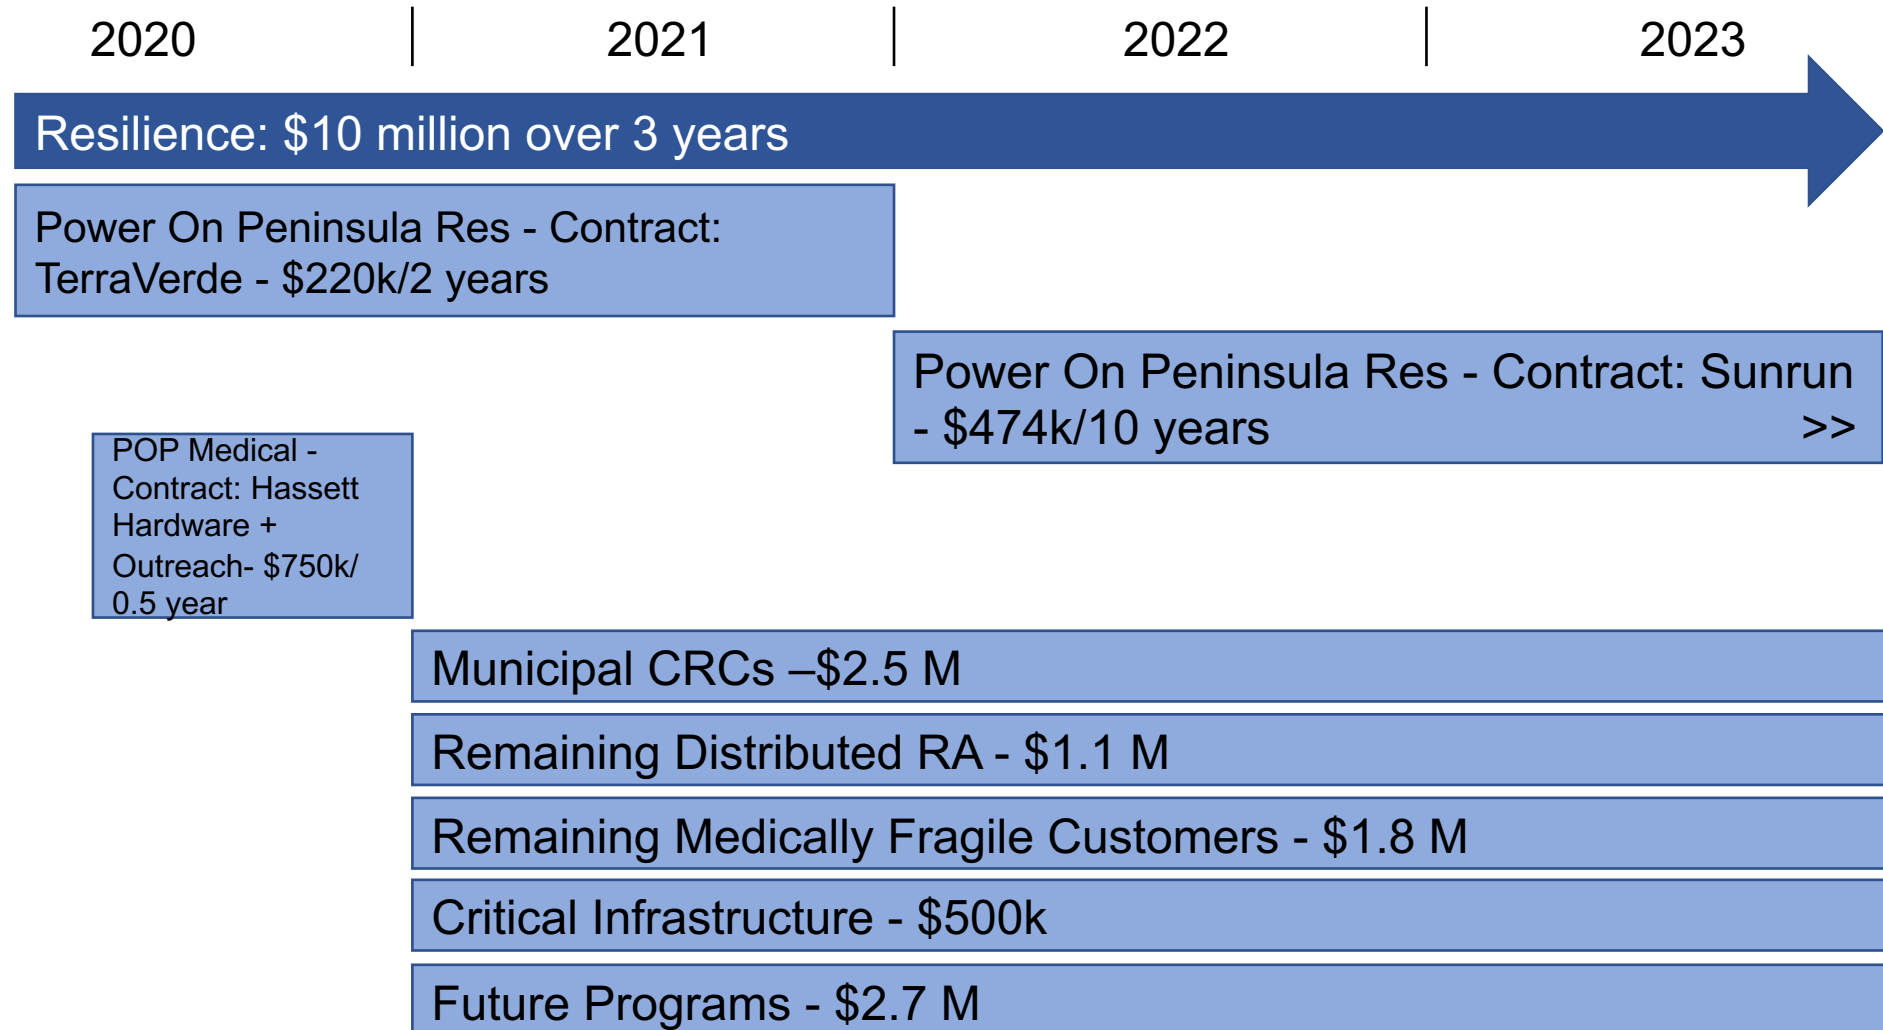 2020 | 2021 | 2022 | 2023
Resilience: $10 million over 3 years
Power On Peninsula Res - Contract:
TerraVerde - $220k/2 years
Power On Peninsula Res - Contract: Sunrun
- $474k/10 years >>
POP Medical -
Contract: Hassett
Hardware +
Outreach- $750k/
0.5 year
Municipal CRCs –$2.5 M
Remaining Distributed RA - $1.1 M
Remaining Medically Fragile Customers - $1.8 M
Critical Infrastructure - $500k
Future Programs - $2.7 M